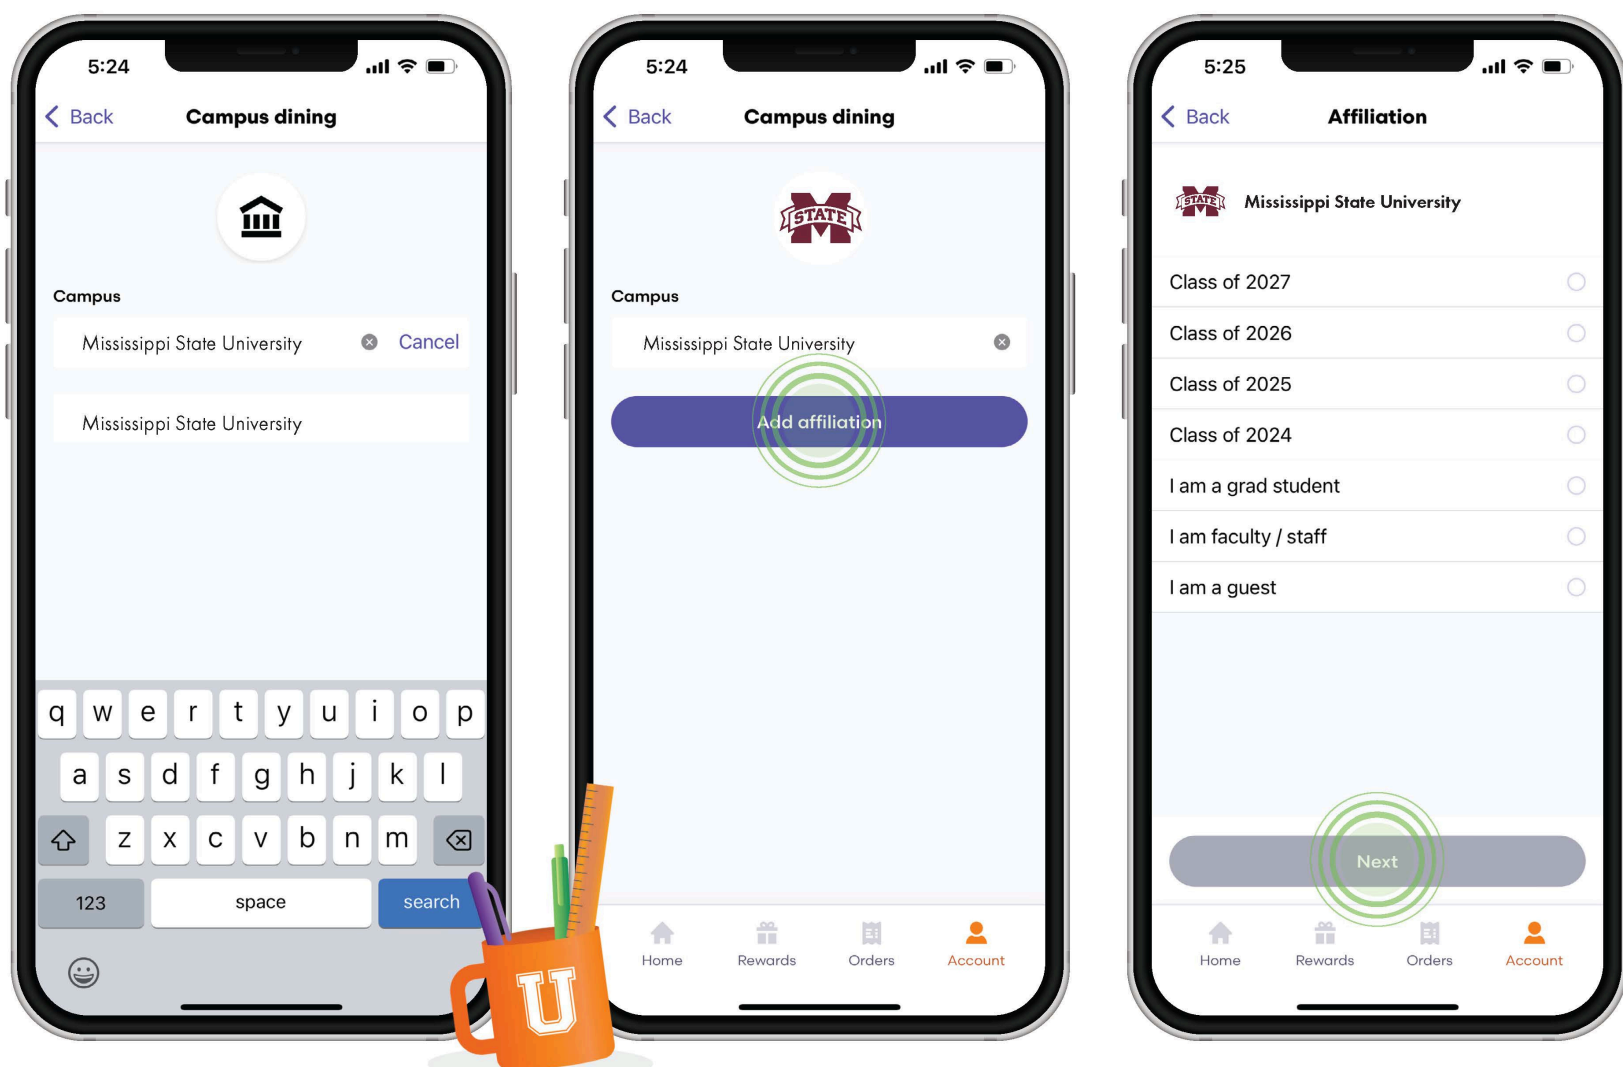 5:24
Back
Campus dining
Campus
Mississippi State University
Cancel
Mississippi State University
q w e r t y u i o p
a s d f g h j k l
z x c v b n m
123
space
search
U
5:24
Back
Campus dining
M
STATE
Campus
Mississippi State University
Add affiliation
Home
Rewards
Orders
Account
5:25
Back
Affiliation
M
STATE
Mississippi State University
Class of 2027
Class of 2026
Class of 2025
Class of 2024
I am a grad student
I am faculty / staff
I am a guest
Next
Home
Rewards
Orders
Account